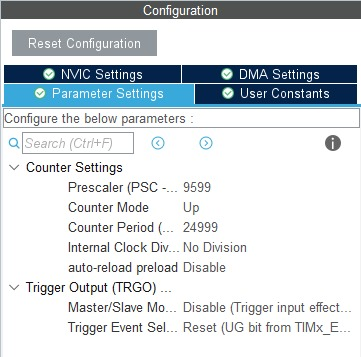 Configuration
Reset Configuration
NVIC Settings
DMA Settings
Parameter Settings
User Constants
Configure the below parameters :
Search (Ctrl+F)
Counter Settings
Prescaler (PSC -... 9599
Counter Mode Up
Counter Period (... 24999
Internal Clock Div... No Division
auto-reload preload Disable
Trigger Output (TRGO) ...
Master/Slave Mo... Disable (Trigger input effect...
Trigger Event Sel... Reset (UG bit from TIMx_E...